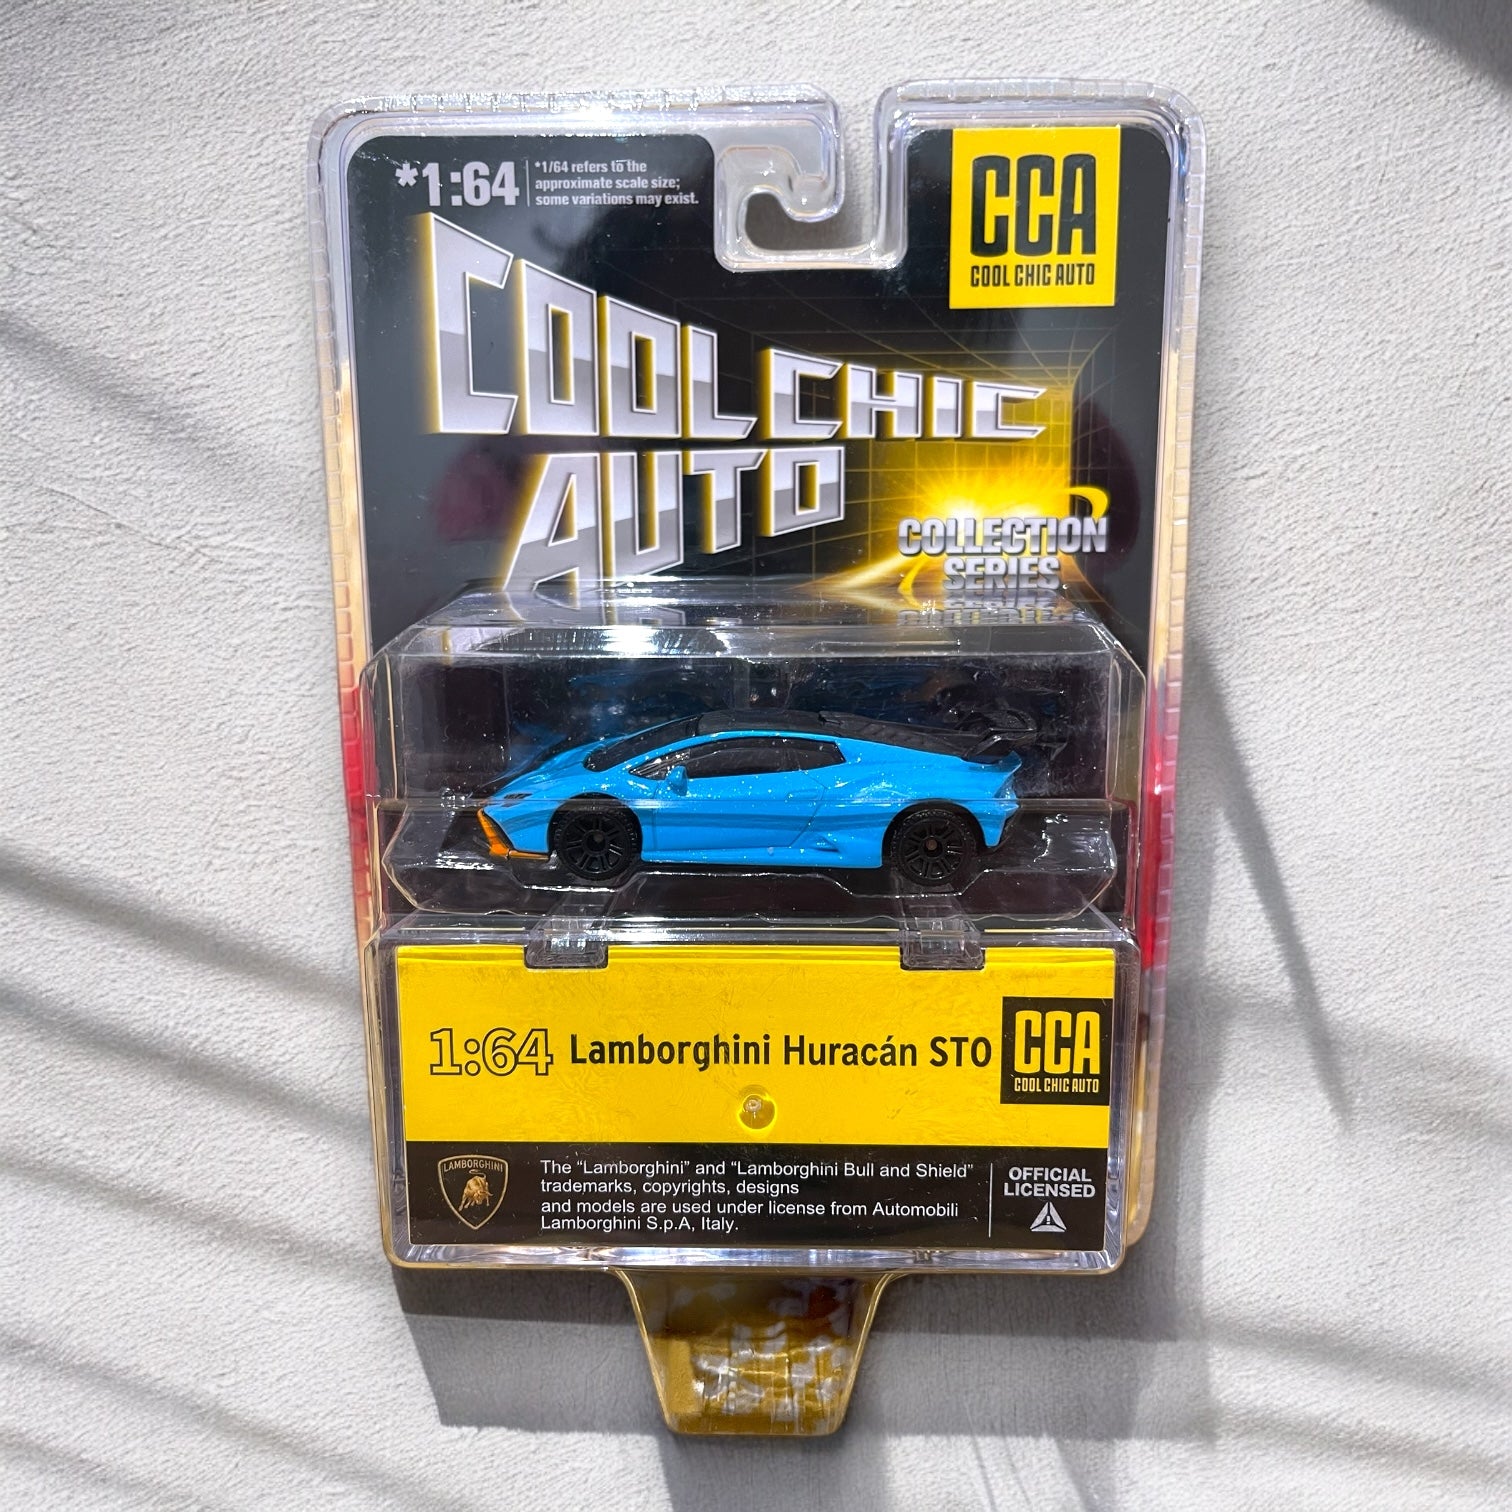 *1:64
*1/64 refers to the
approximate scale size;
some variations may exist.
CCA
COOL CHIC AUTO
COOL CHIC
AUTO
COLLECTION
SERIES
1:64 Lamborghini Huracán STO
CCA
COOL CHIC AUTO
LAMBORGHINI
The “Lamborghini” and “Lamborghini Bull and Shield”
trademarks, copyrights, designs
and models are used under license from Automobili
Lamborghini S.p.A, Italy.
OFFICIAL
LICENSED